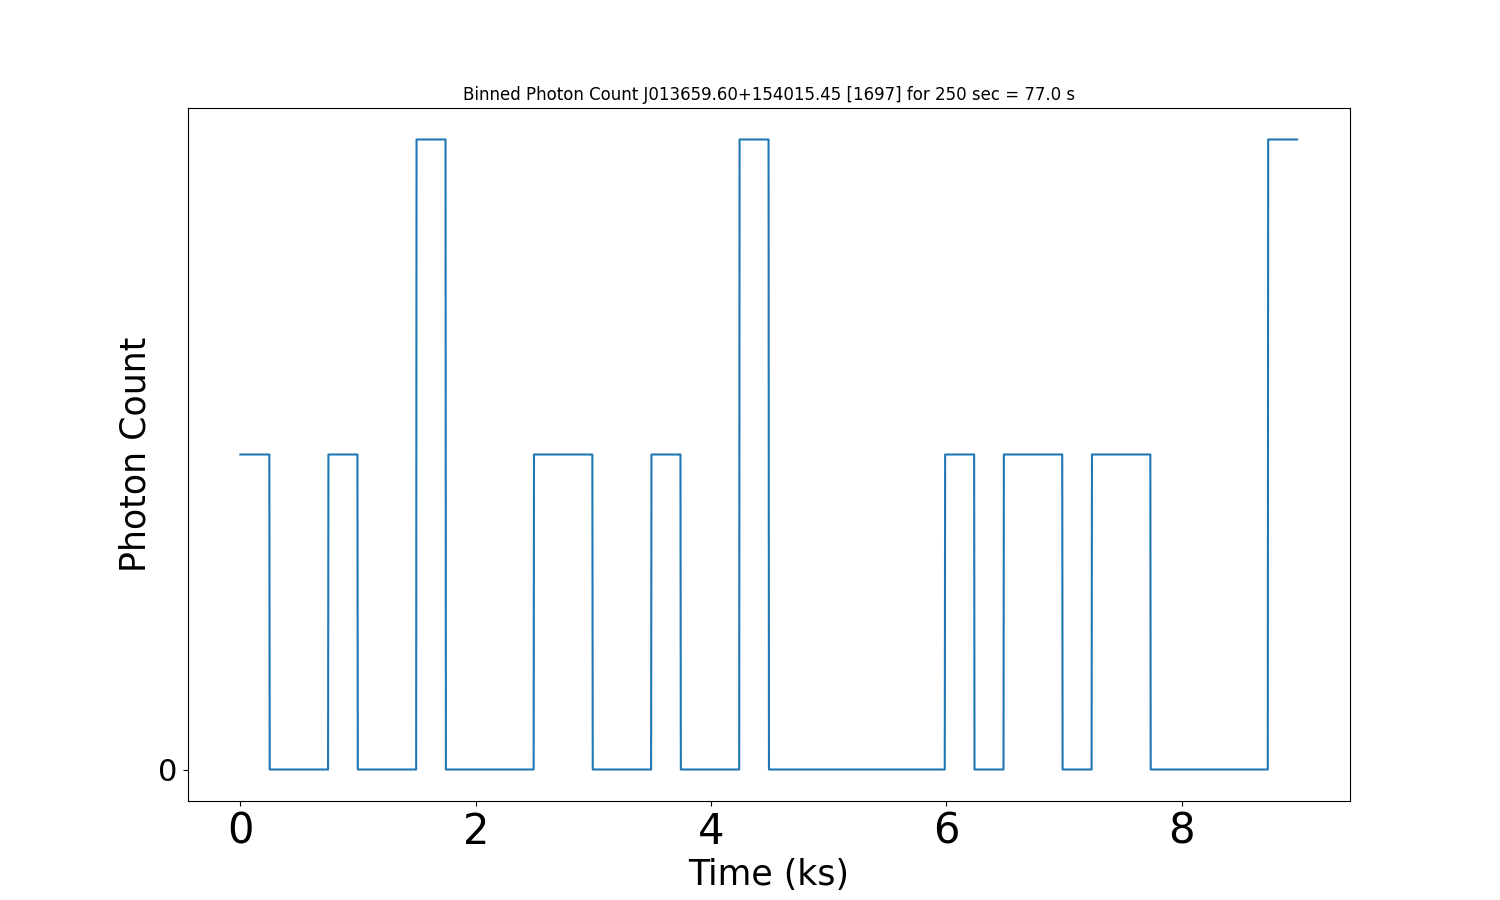 Binned Photon Count J013659.60+154015.45 [1697] for 250 sec = 77.0 s
Photon Count
0
0 2 4 6 8
Time (ks)